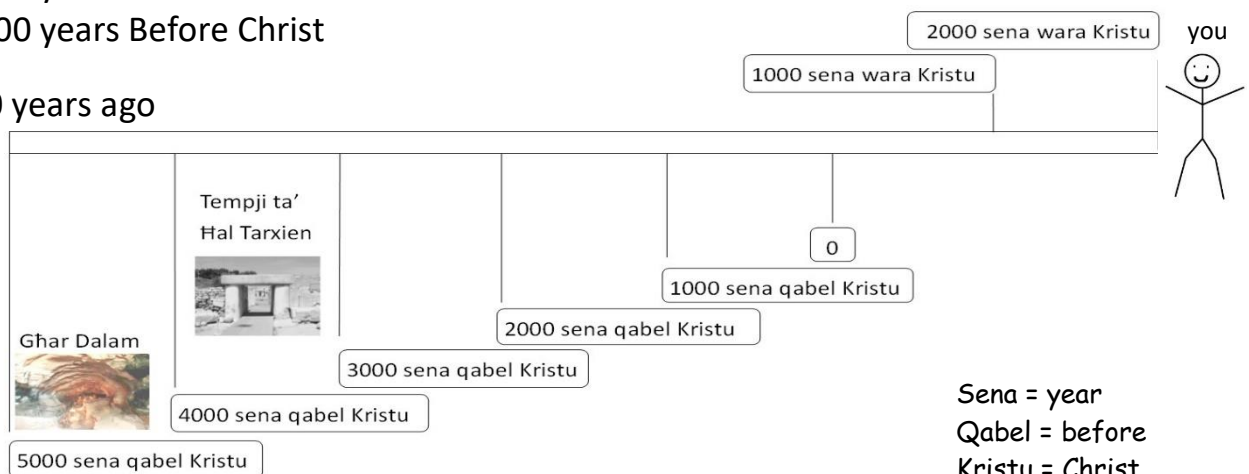 00 years Before Christ
years ago
2000 sena wara Kristu
you
1000 sena wara Kristu
Tempji ta’
Ħal Tarxien
0
1000 sena qabel Kristu
2000 sena qabel Kristu
Għar Dalam
3000 sena qabel Kristu
4000 sena qabel Kristu
5000 sena qabel Kristu
Sena = year
Qabel = before
Kristu = Christ